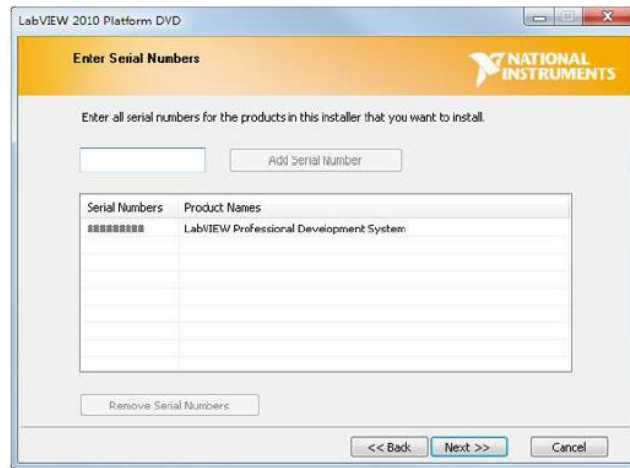 LabVIEW 2010 Platform DVD
Enter Serial Numbers
NATIONAL
INSTRUMENTS
Enter all serial numbers for the products in this installer that you want to install.
Add Serial Number
Serial Numbers Product Names
LabVIEW Professional Development System
Remove Serial Numbers
<< Back Next >> Cancel